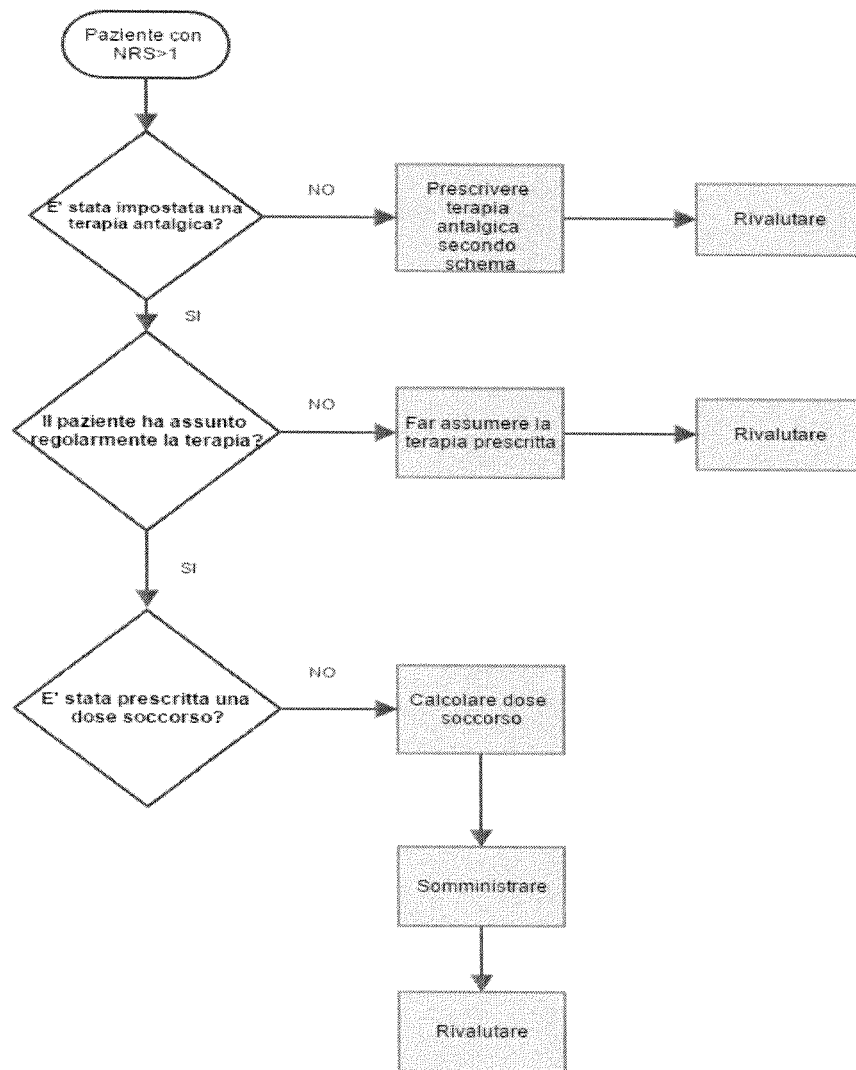 Paziente con
NRS>1
E' stata impostata una
terapia antalgica?
NO
Prescrivere
terapia
antalgica
secondo
schema
Rivalutare
SI
Il paziente ha assunto
regolarmente la terapia?
NO
Far assumere la
terapia prescritta
Rivalutare
SI
E' stata prescritta una
dose soccorso?
NO
Calcolare dose
soccorso
Somministrare
Rivalutare